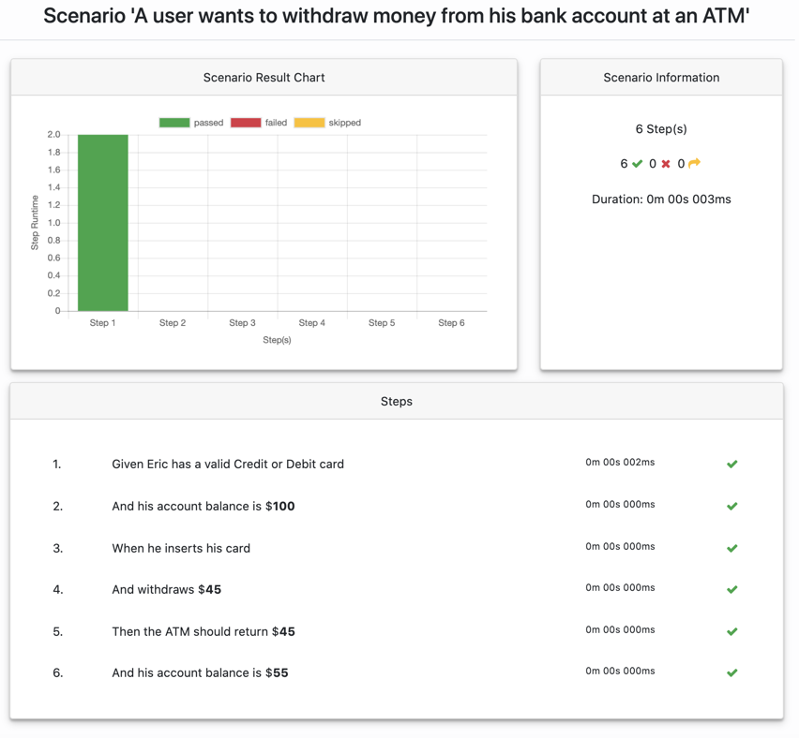 Scenario 'A user wants to withdraw money from his bank account at an ATM'
Scenario Result Chart
passed failed skipped
2.0
1.8
1.6
1.4
1.2
1.0
0.8
0.6
0.4
0.2
0
Step Runtime
Step 1 Step 2 Step 3 Step 4 Step 5 Step 6
Step(s)
Scenario Information
6 Step(s)
6 0 0
Duration: 0m 00s 003ms
Steps
1. Given Eric has a valid Credit or Debit card 0m 00s 002ms
2. And his account balance is $100 0m 00s 000ms
3. When he inserts his card 0m 00s 000ms
4. And withdraws $45 0m 00s 000ms
5. Then the ATM should return $45 0m 00s 000ms
6. And his account balance is $55 0m 00s 000ms